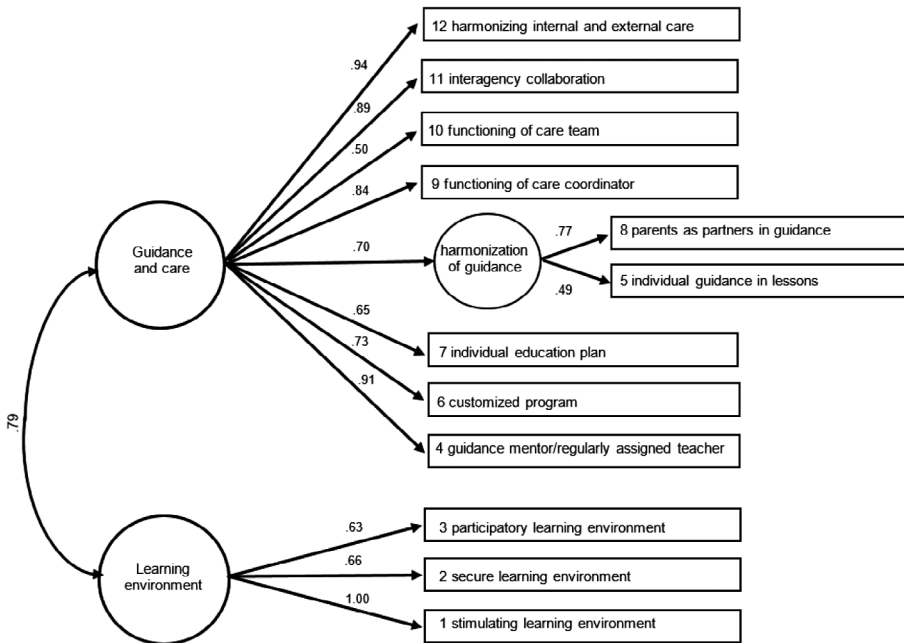 12 harmonizing internal and external care
.94
11 interagency collaboration
.89
10 functioning of care team
.50
9 functioning of care coordinator
.84
Guidance
and care
.70
harmonization
of guidance
.77
8 parents as partners in guidance
.49
5 individual guidance in lessons
.65
7 individual education plan
.73
6 customized program
.91
4 guidance mentor/regularly assigned teacher
.79
Learning
environment
.63
3 participatory learning environment
.66
2 secure learning environment
1.00
1 stimulating learning environment